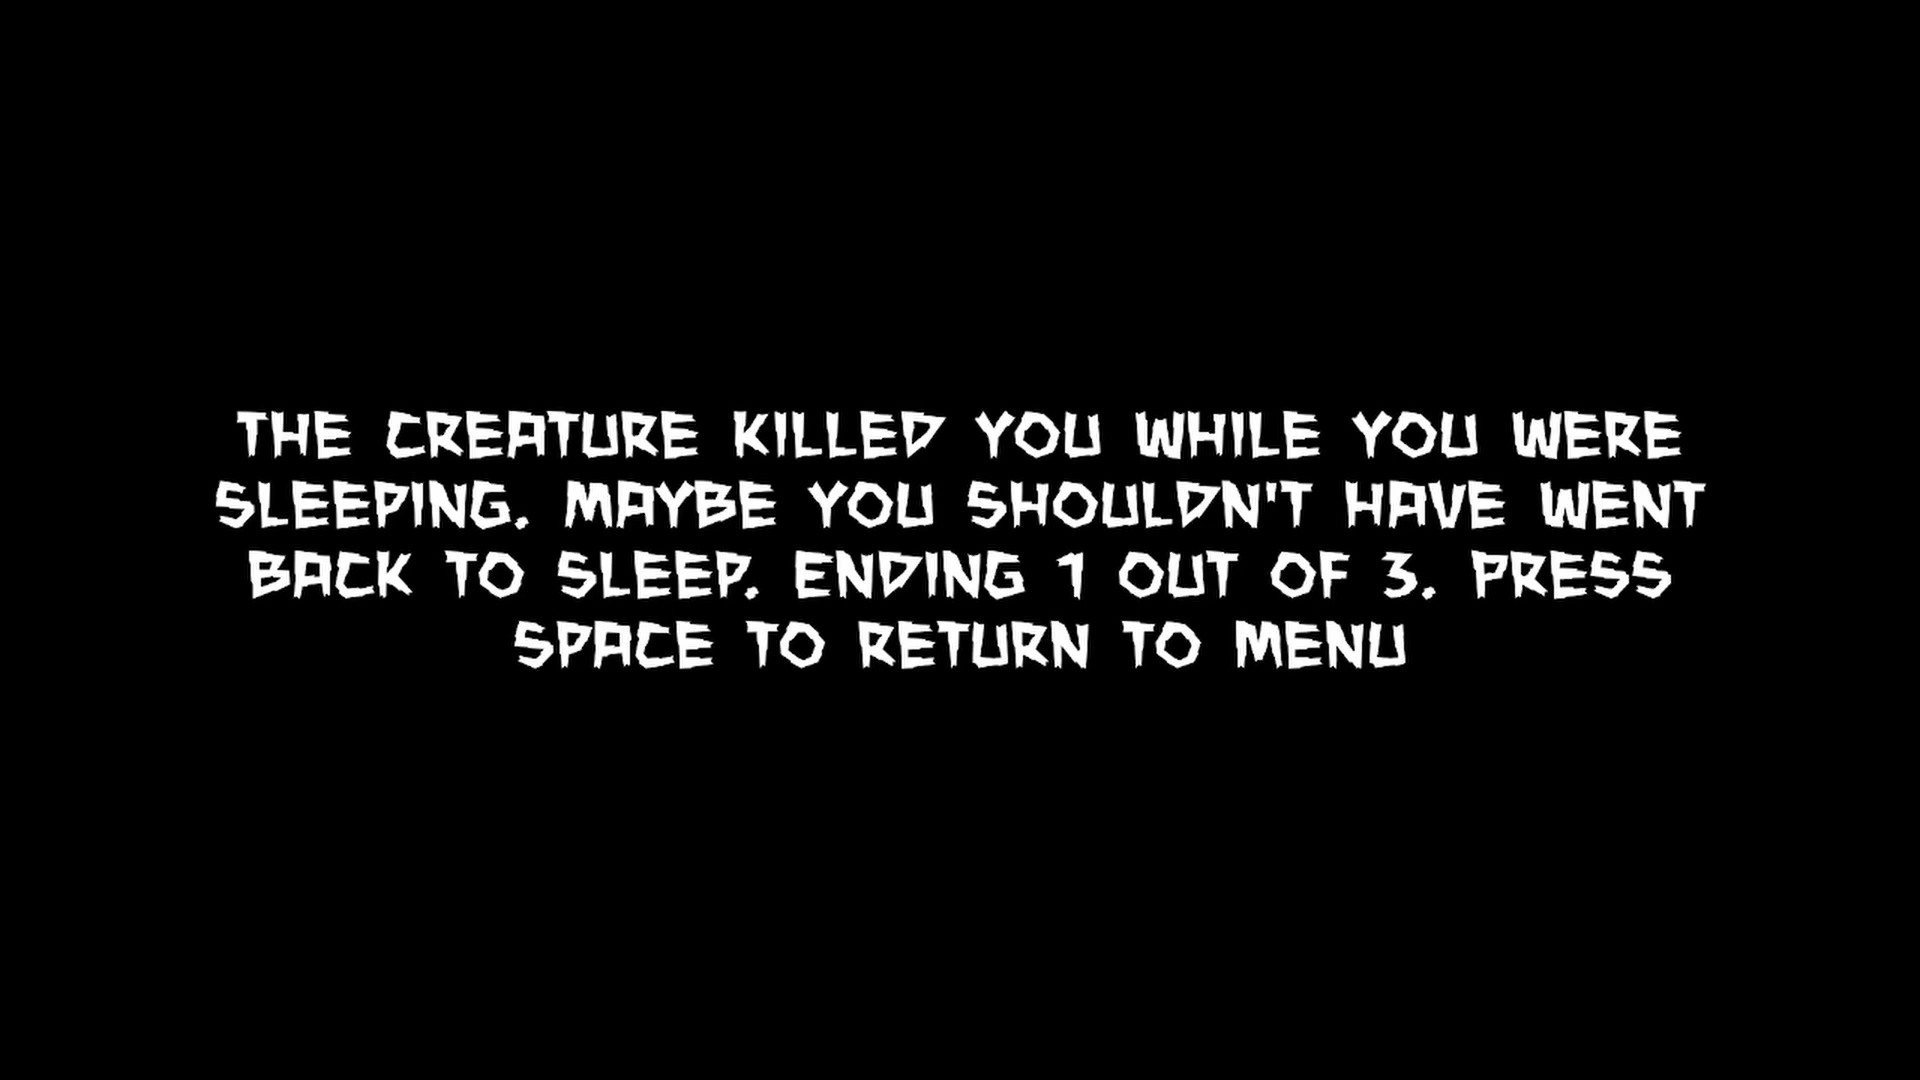 THE CREATURE KILLED YOU WHILE YOU WERE
SLEEPING. MAYBE YOU SHOULDN'T HAVE WENT
BACK TO SLEEP. ENDING 1 OUT OF 3. PRESS
SPACE TO RETURN TO MENU